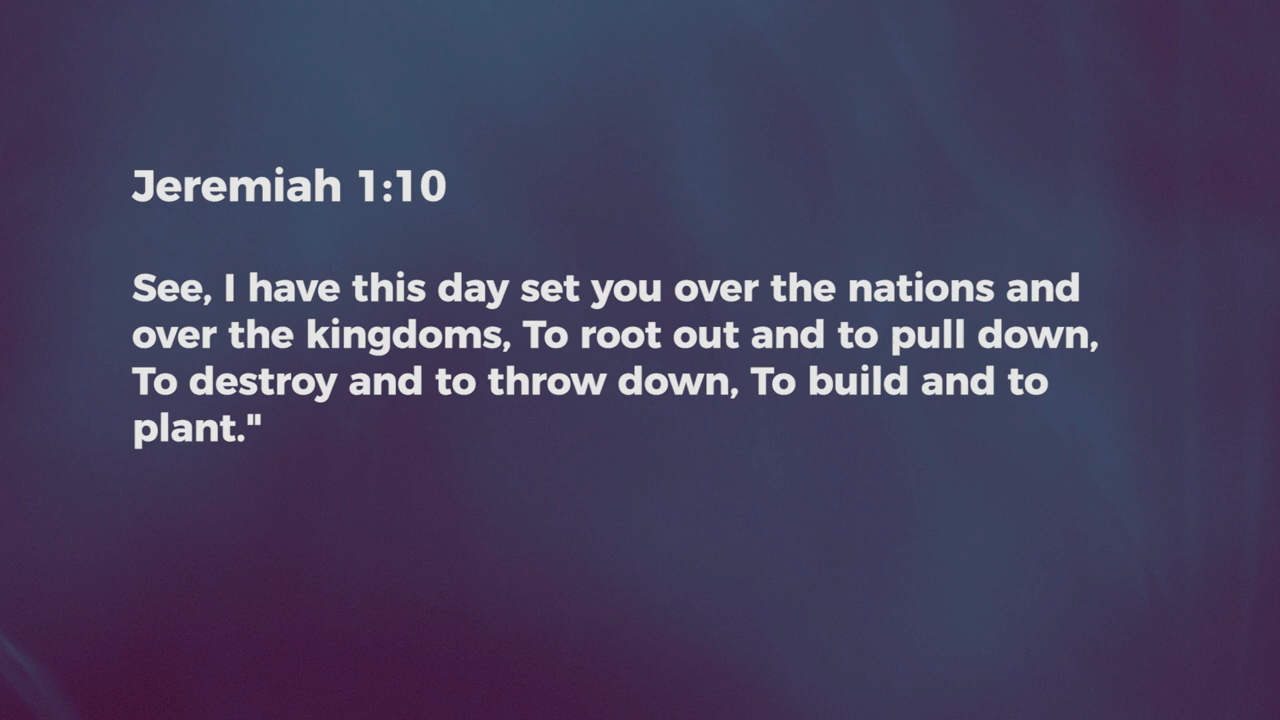 Jeremiah 1:10
See, I have this day set you over the nations and
over the kingdoms, To root out and to pull down,
To destroy and to throw down, To build and to
plant."